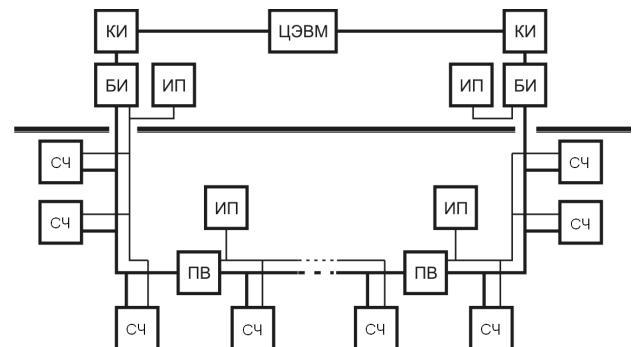 КИ ЦЭВМ КИ
БИ ИП ИП БИ
СЧ СЧ
СЧ ИП ИП СЧ
ПВ ПВ
СЧ СЧ СЧ СЧ